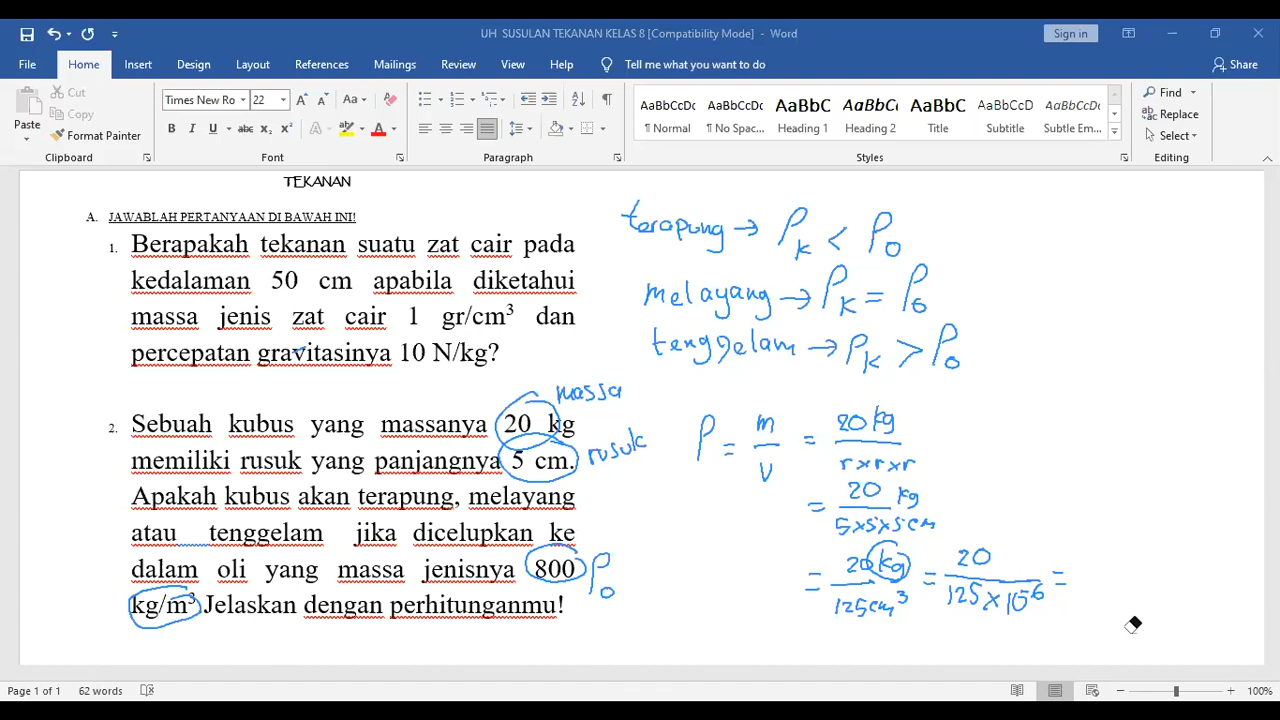 UH SUSULAN TEKANAN KELAS 8 [Compatibility Mode] - Word
Sign in
File Home Insert Design Layout References Mailings Review View Help Tell me what you want to do
Share
Cut
Copy
Format Painter
Paste
Times New Ro 22
AaBbCcDc AaBbCcDc AaBbC AaBbCc AaBbC AaBbCcD AaBbCcDc
¶ Normal ¶ No Spac... Heading 1 Heading 2 Title Subtitle Subtle Em...
Find
Replace
Select
Clipboard Font Paragraph Styles Editing
TEKANAN
A. JAWABLAH PERTANYAAN DI BAWAH INI!
1. Berapakah tekanan suatu zat cair pada
kedalaman 50 cm apabila diketahui
massa jenis zat cair 1 gr/cm³ dan
percepatan gravitasinya 10 N/kg?
2. Sebuah kubus yang massanya 20 kg
memiliki rusuk yang panjangnya 5 cm.
Apakah kubus akan terapung, melayang
atau tenggelam jika dicelupkan ke
dalam oli yang massa jenisnya 800
kg/m³. Jelaskan dengan perhitunganmu!
massa
rusuk
ρo
terapung → ρK < ρo
melayang → ρK = ρo
tenggelam → ρK > ρo
ρ = m/v = 20 kg / r x r x r
= 20 kg / 5x5x5 cm
= 20 kg / 125 cm³ = 20 / 125 x 10⁻⁶ =
Page 1 of 1 62 words
100%